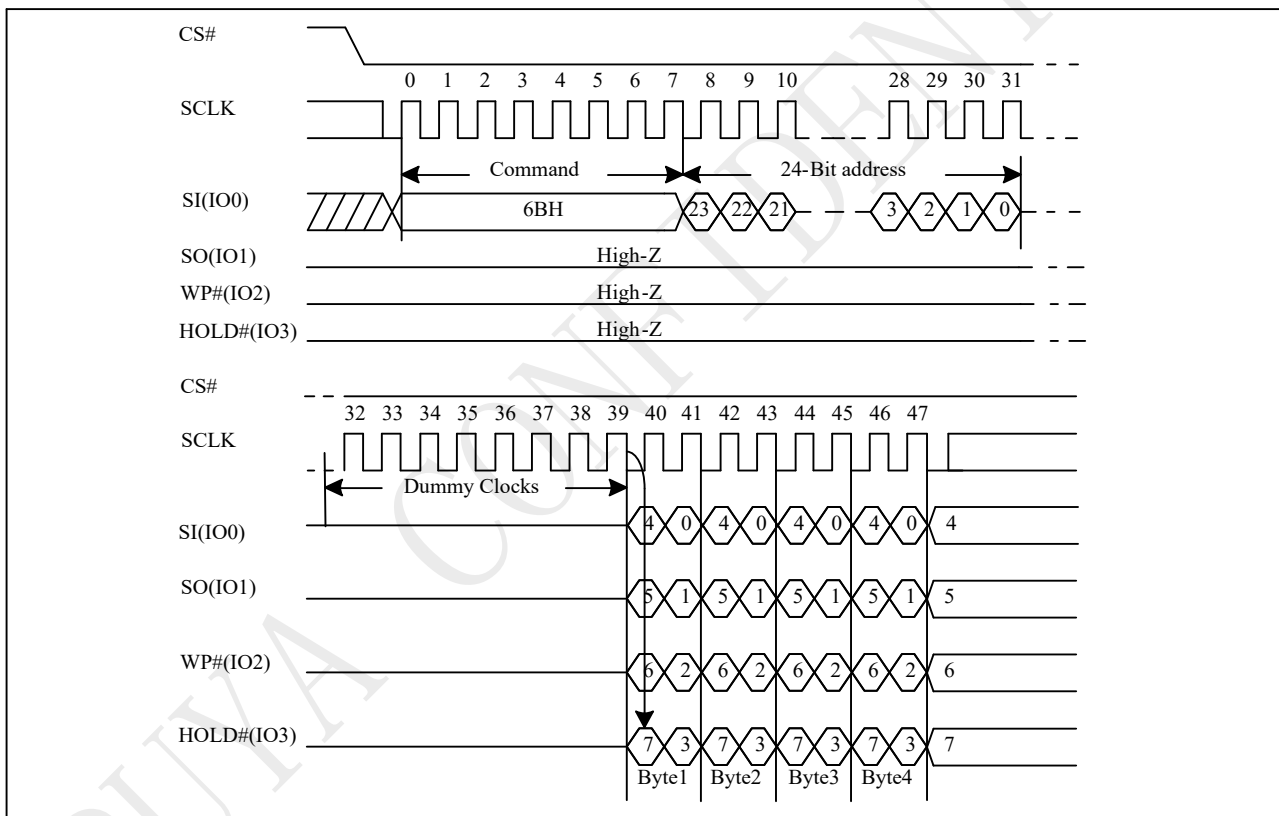 CS#
0 1 2 3 4 5 6 7 8 9 10 28 29 30 31
SCLK
Command 24-Bit address
SI(IO0) 6BH 23 22 21 3 2 1 0
SO(IO1) High-Z
WP#(IO2) High-Z
HOLD#(IO3) High-Z
CS#
32 33 34 35 36 37 38 39 40 41 42 43 44 45 46 47
SCLK
Dummy Clocks
SI(IO0) 4 0 4 0 4 0 4 0 4
SO(IO1) 5 1 5 1 5 1 5 1 5
WP#(IO2) 6 2 6 2 6 2 6 2 6
HOLD#(IO3) 7 3 7 3 7 3 7 3 7
Byte1 Byte2 Byte3 Byte4